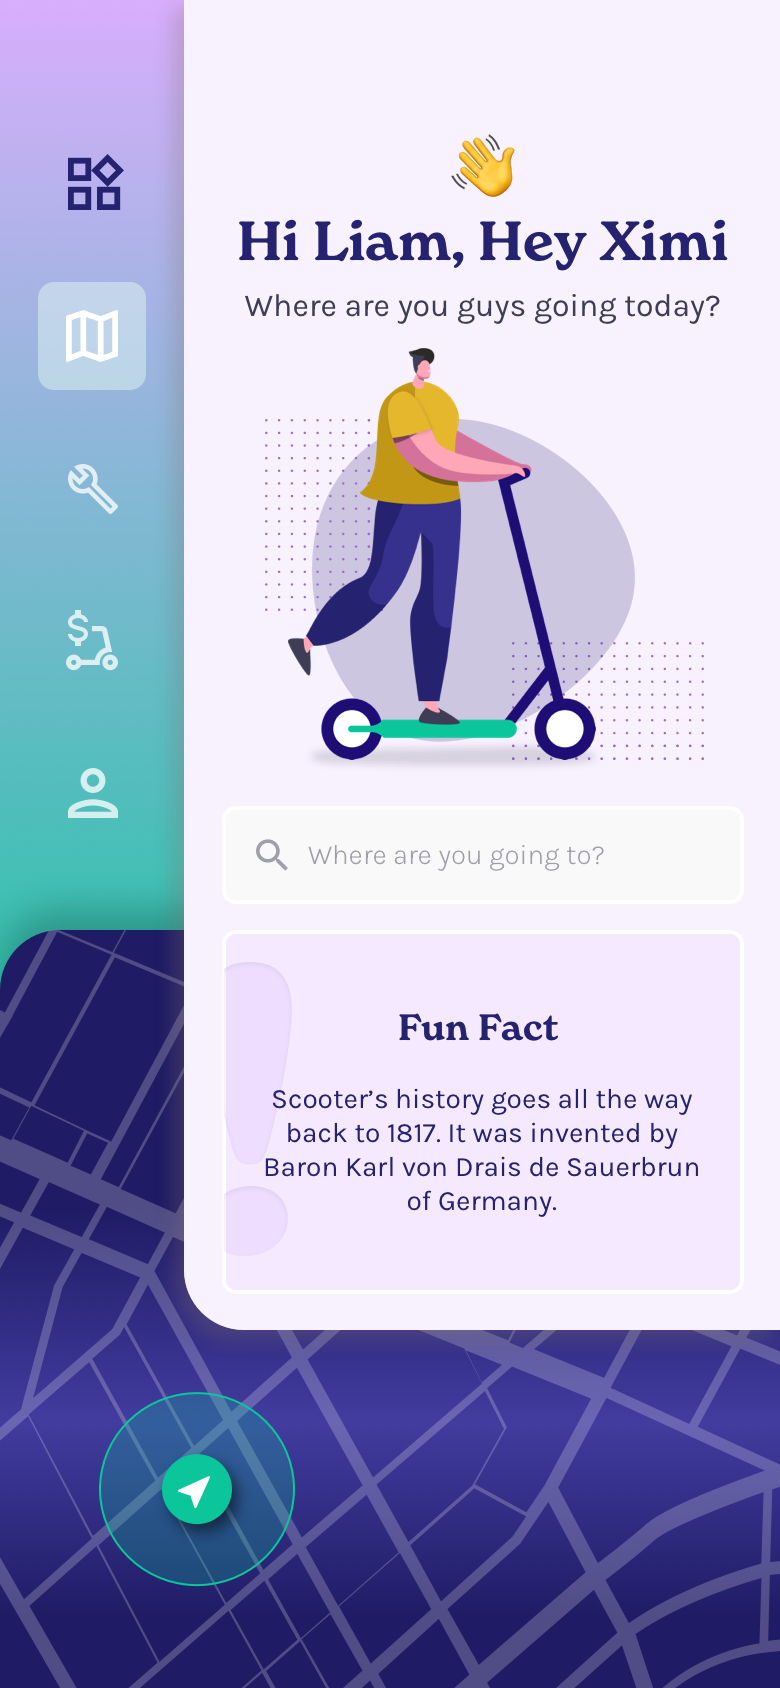 Hi Liam, Hey Ximi
Where are you guys going today?
$
Where are you going to?
Fun Fact
Scooter’s history goes all the way
back to 1817. It was invented by
Baron Karl von Drais de Sauerbrun
of Germany.